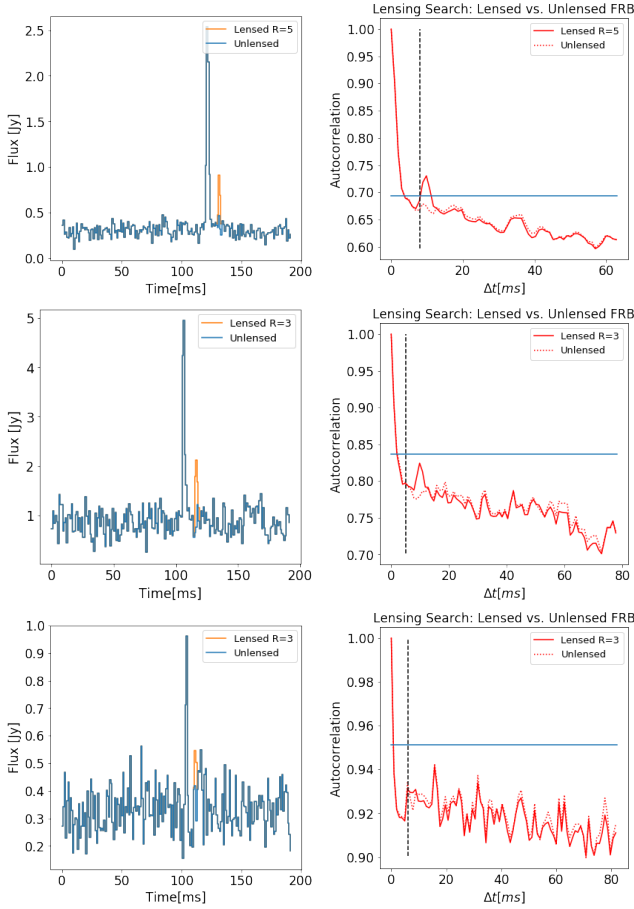 2.5
2.0
1.5
1.0
0.5
0.0
Flux [Jy]
0 50 100 150 200
Time[ms]
Lensed R=5
Unlensed
Lensing Search: Lensed vs. Unlensed FRB
1.00
0.95
0.90
0.85
0.80
0.75
0.70
0.65
0.60
Autocorrelation
0 20 40 60
Δt[ms]
Lensed R=5
Unlensed
5
4
3
2
1
Flux [Jy]
0 50 100 150 200
Time[ms]
Lensed R=3
Unlensed
Lensing Search: Lensed vs. Unlensed FRB
1.00
0.95
0.90
0.85
0.80
0.75
0.70
Autocorrelation
0 20 40 60 80
Δt[ms]
Lensed R=3
Unlensed
1.0
0.9
0.8
0.7
0.6
0.5
0.4
0.3
0.2
Flux [Jy]
0 50 100 150 200
Time[ms]
Lensed R=3
Unlensed
Lensing Search: Lensed vs. Unlensed FRB
1.00
0.98
0.96
0.94
0.92
0.90
Autocorrelation
0 20 40 60 80
Δt[ms]
Lensed R=3
Unlensed